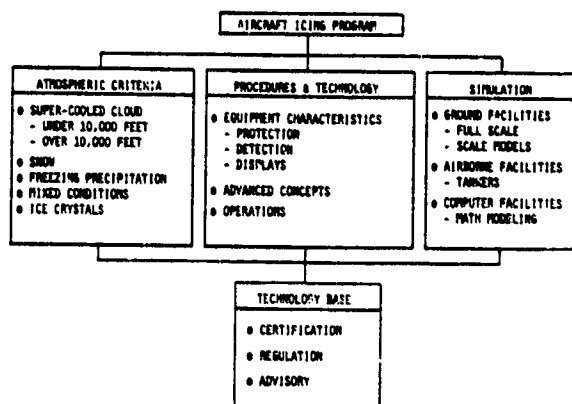 AIRCRAFT ICING PROGRAM
ATMOSPHERIC CRITERIA
● SUPER-COOLED CLOUD
- UNDER 10,000 FEET
- OVER 10,000 FEET
● SNOW
● FREEZING PRECIPITATION
● MIXED CONDITIONS
● ICE CRYSTALS
PROCEDURES & TECHNOLOGY
● EQUIPMENT CHARACTERISTICS
- PROTECTION
- DETECTION
- DISPLAYS
● ADVANCED CONCEPTS
● OPERATIONS
SIMULATION
● GROUND FACILITIES
- FULL SCALE
- SCALE MODELS
● AIRBORNE FACILITIES
- TANKERS
● COMPUTER FACILITIES
- MATH MODELING
TECHNOLOGY BASE
● CERTIFICATION
● REGULATION
● ADVISORY